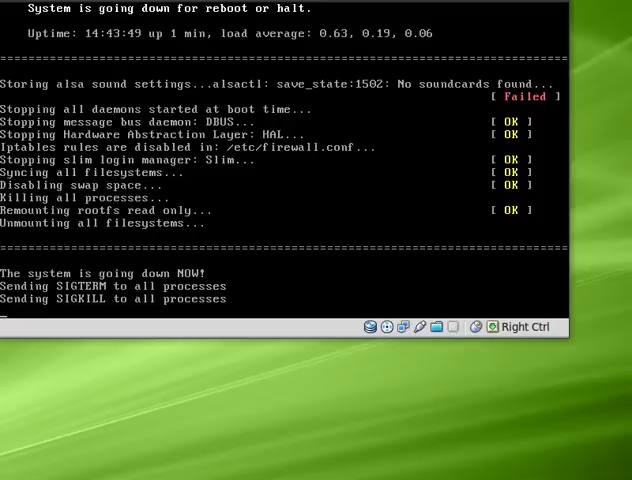 System is going down for reboot or halt.
Uptime: 14:43:49 up 1 min, load average: 0.63, 0.19, 0.06
================================================================================
Storing alsa sound settings...alsactl: save_state:1502: No soundcards found...
[ Failed ]
Stopping all daemons started at boot time...
Stopping message bus daemon: DBUS... [ OK ]
Stopping Hardware Abstraction Layer: HAL... [ OK ]
Iptables rules are disabled in: /etc/firewall.conf...
Stopping slim login manager: Slim... [ OK ]
Syncing all filesystems... [ OK ]
Disabling swap space... [ OK ]
Killing all processes...
Remounting rootfs read only... [ OK ]
Unmounting all filesystems...
================================================================================
The system is going down NOW!
Sending SIGTERM to all processes
Sending SIGKILL to all processes
Right Ctrl